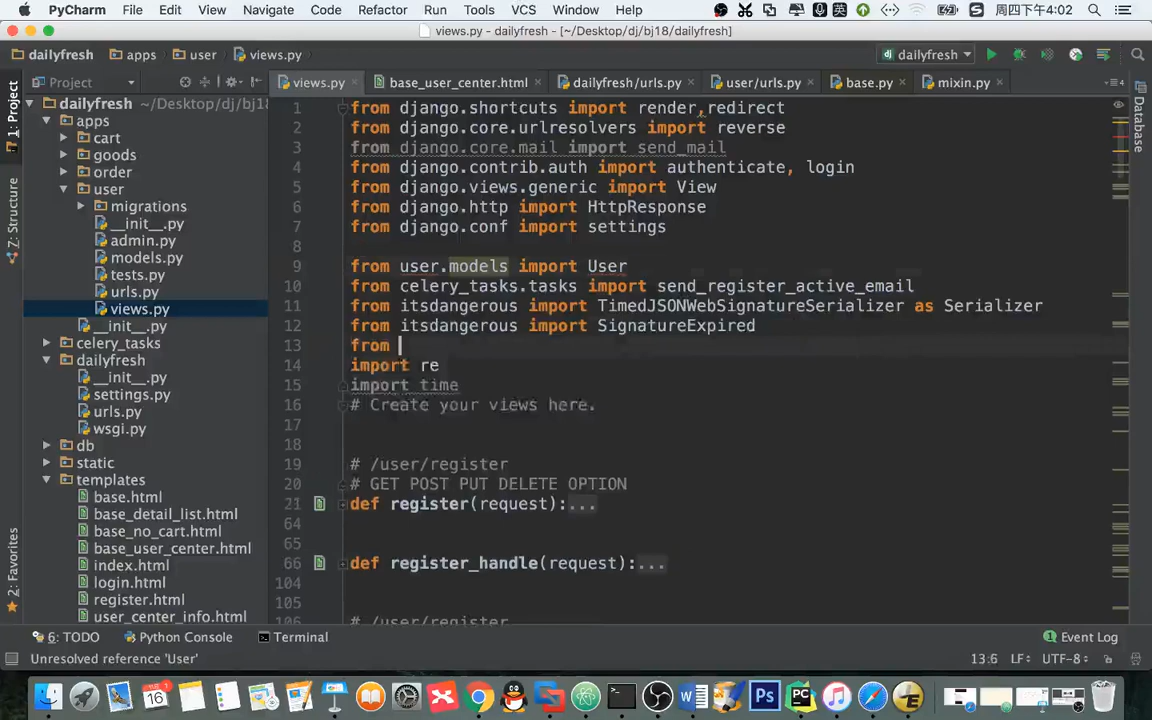 PyCharm File Edit View Navigate Code Refactor Run Tools VCS Window Help 英 周四下午4:02
views.py - dailyfresh - [~/Desktop/dj/bj18/dailyfresh]
dailyfresh apps user views.py dailyfresh
Project
views.py base_user_center.html dailyfresh/urls.py user/urls.py base.py mixin.py
1: Project
7: Structure
2: Favorites
Database
dailyfresh ~/Desktop/dj/bj18
apps
cart
goods
order
user
migrations
__init__.py
admin.py
models.py
tests.py
urls.py
views.py
__init__.py
celery_tasks
dailyfresh
__init__.py
settings.py
urls.py
wsgi.py
db
static
templates
base.html
base_detail_list.html
base_no_cart.html
base_user_center.html
index.html
login.html
register.html
user_center_info.html
1 from django.shortcuts import render,redirect
2 from django.core.urlresolvers import reverse
3 from django.core.mail import send_mail
4 from django.contrib.auth import authenticate, login
5 from django.views.generic import View
6 from django.http import HttpResponse
7 from django.conf import settings
8
9 from user.models import User
10 from celery_tasks.tasks import send_register_active_email
11 from itsdangerous import TimedJSONWebSignatureSerializer as Serializer
12 from itsdangerous import SignatureExpired
13 from
14 import re
15 import time
16 # Create your views here.
17
18
19 # /user/register
20 # GET POST PUT DELETE OPTION
21 def register(request):...
64
65
66 def register_handle(request):...
104
105
# /user/register
6: TODO Python Console Terminal 1 Event Log
Unresolved reference 'User' 13:6 LF UTF-8